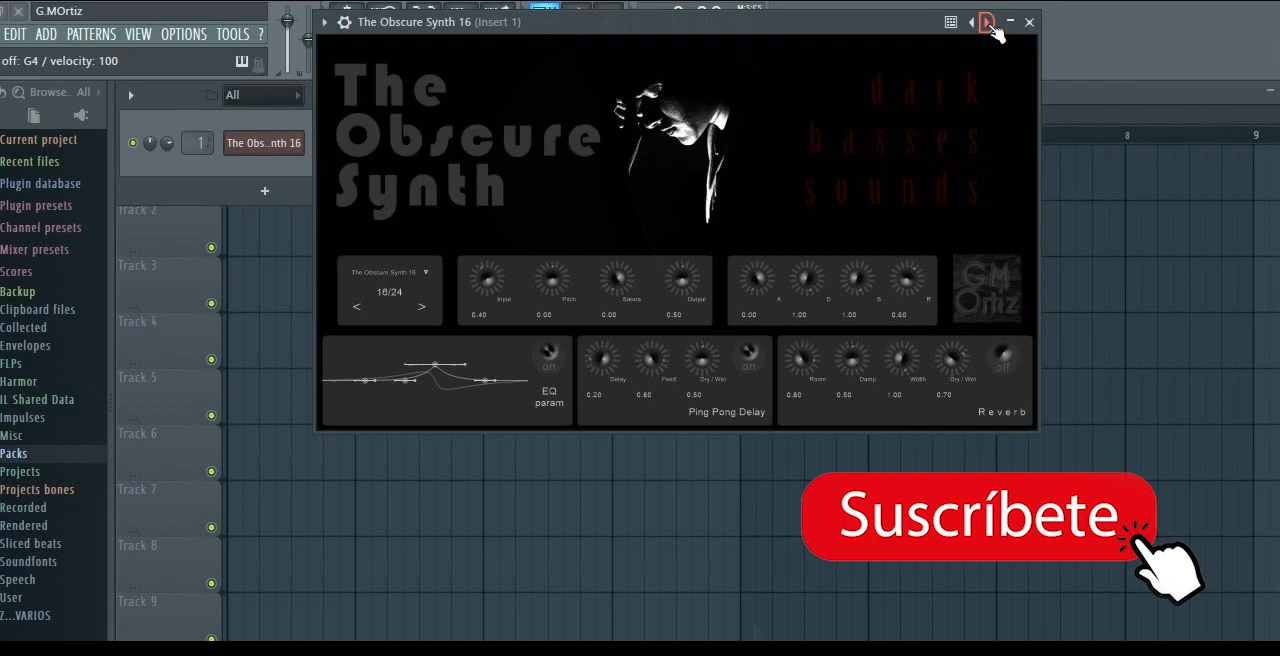 G.MOrtiz
EDIT ADD PATTERNS VIEW OPTIONS TOOLS ?
off: G4 / velocity: 100
The Obscure Synth 16 (Insert 1)
Browse.. All
All
1
The Obs..nth 16
+
8
9
Current project
Recent files
Plugin database
Plugin presets
Channel presets
Mixer presets
Scores
Backup
Clipboard files
Collected
Envelopes
FLPs
Harmor
IL Shared Data
Impulses
Misc
Packs
Projects
Projects bones
Recorded
Rendered
Sliced beats
Soundfonts
Speech
User
Z...VARIOS
Track 2
Track 3
Track 4
Track 5
Track 6
Track 7
Track 8
Track 9
The
Obscure
Synth
dark
basses
sounds
The Obscure Synth 16
16/24
< >
Input Pitch Satura Output
0.40 0.00 0.00 0.50
A D S R
0.00 1.00 1.00 0.60
GM
Ortiz
on
EQ
param
Delay Feed Dry / Wet on
0.20 0.80 0.50
Ping Pong Delay
Room Damp Width Dry / Wet off
0.80 0.50 1.00 0.70
Reverb
Suscríbete